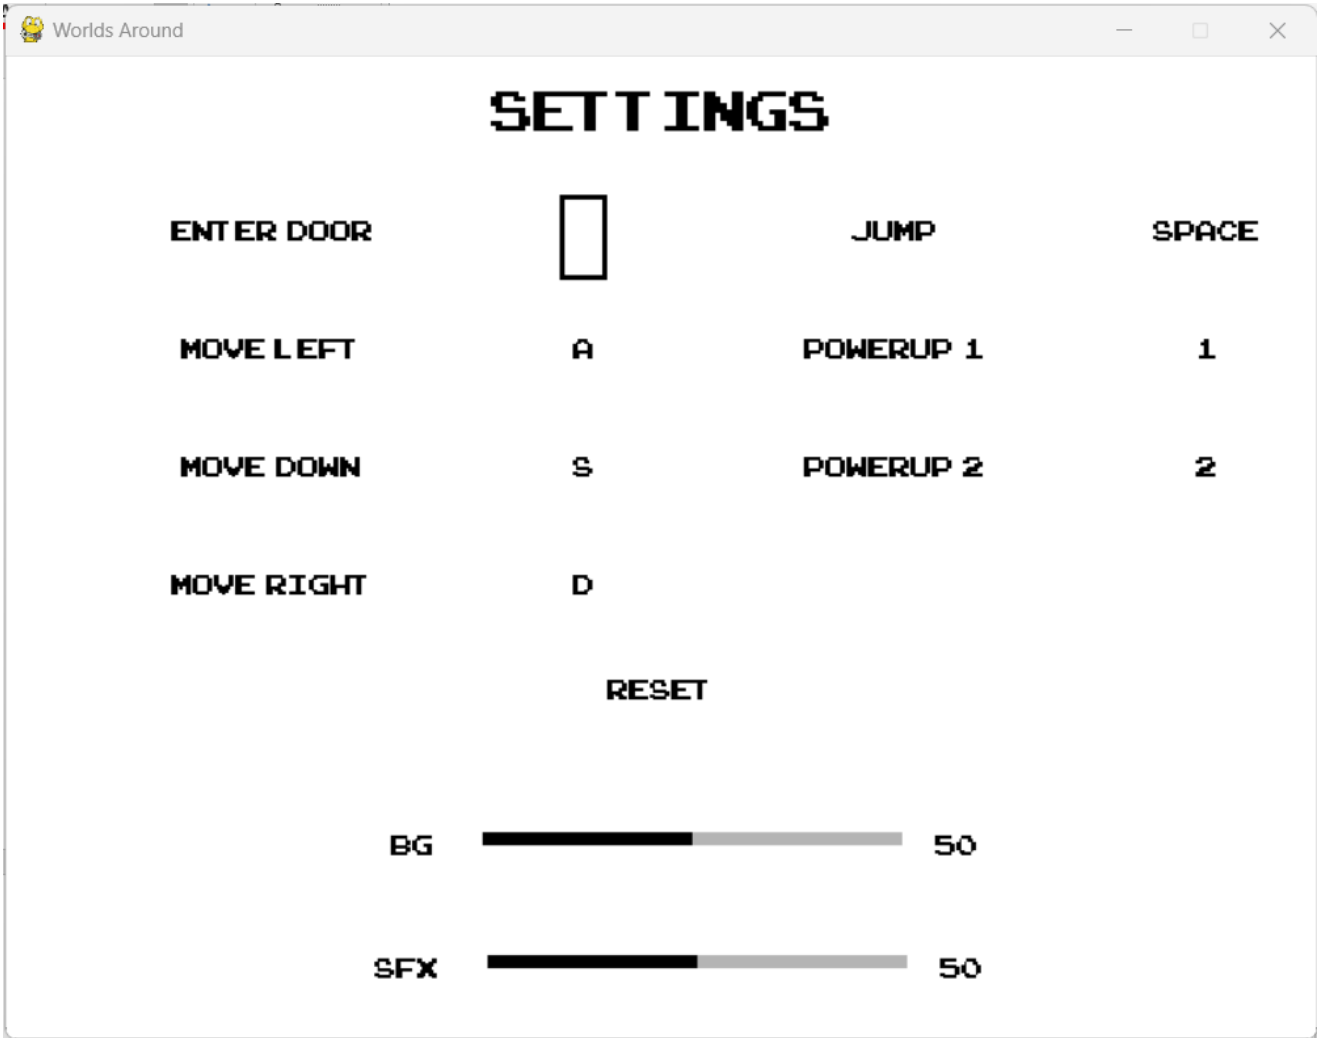 Worlds Around
SETTINGS
ENTER DOOR JUMP SPACE
MOVE LEFT A POWERUP 1 1
MOVE DOWN S POWERUP 2 2
MOVE RIGHT D
RESET
BG 50
SFX 50